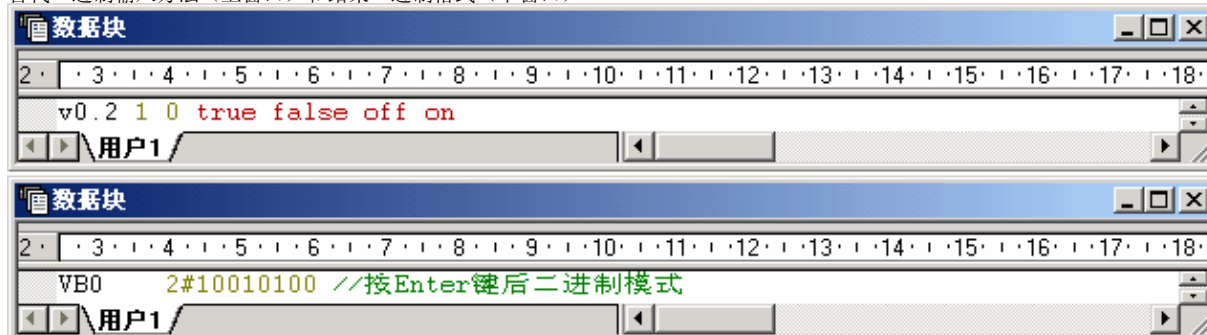 数据块
2 · · 3 · ı · 4 · ı · 5 · ı · 6 · ı · 7 · ı · 8 · ı · 9 · ı · 10 · ı · 11 · ı · 12 · ı · 13 · ı · 14 · ı · 15 · ı · 16 · ı · 17 · ı · 18 ·
v0.2 1 0 true false off on
用户1
数据块
2 · · 3 · ı · 4 · ı · 5 · ı · 6 · ı · 7 · ı · 8 · ı · 9 · ı · 10 · ı · 11 · ı · 12 · ı · 13 · ı · 14 · ı · 15 · ı · 16 · ı · 17 · ı · 18 ·
VB0 2#10010100 //按Enter键后二进制模式
用户1